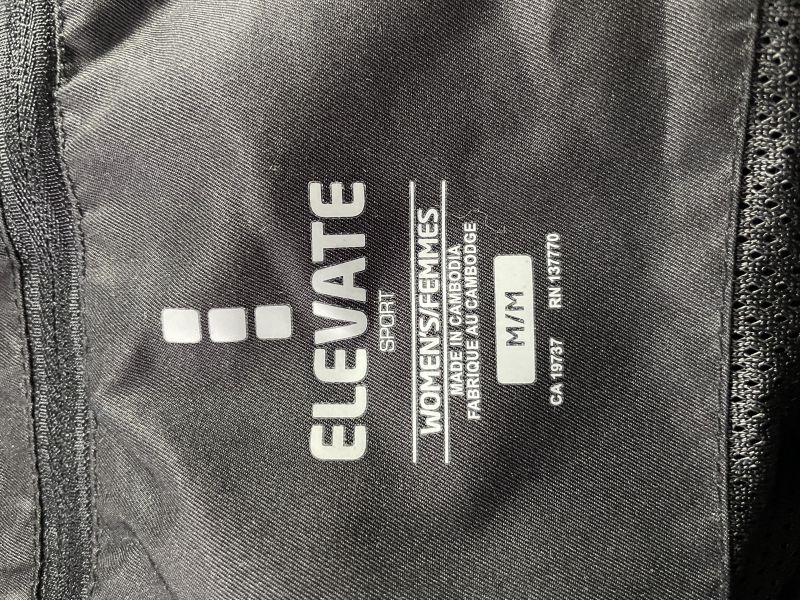 ELEVATE
SPORT
WOMEN'S/FEMMES
MADE IN CAMBODIA
FABRIQUE AU CAMBODGE
M/M
CA 19737 RN 137770